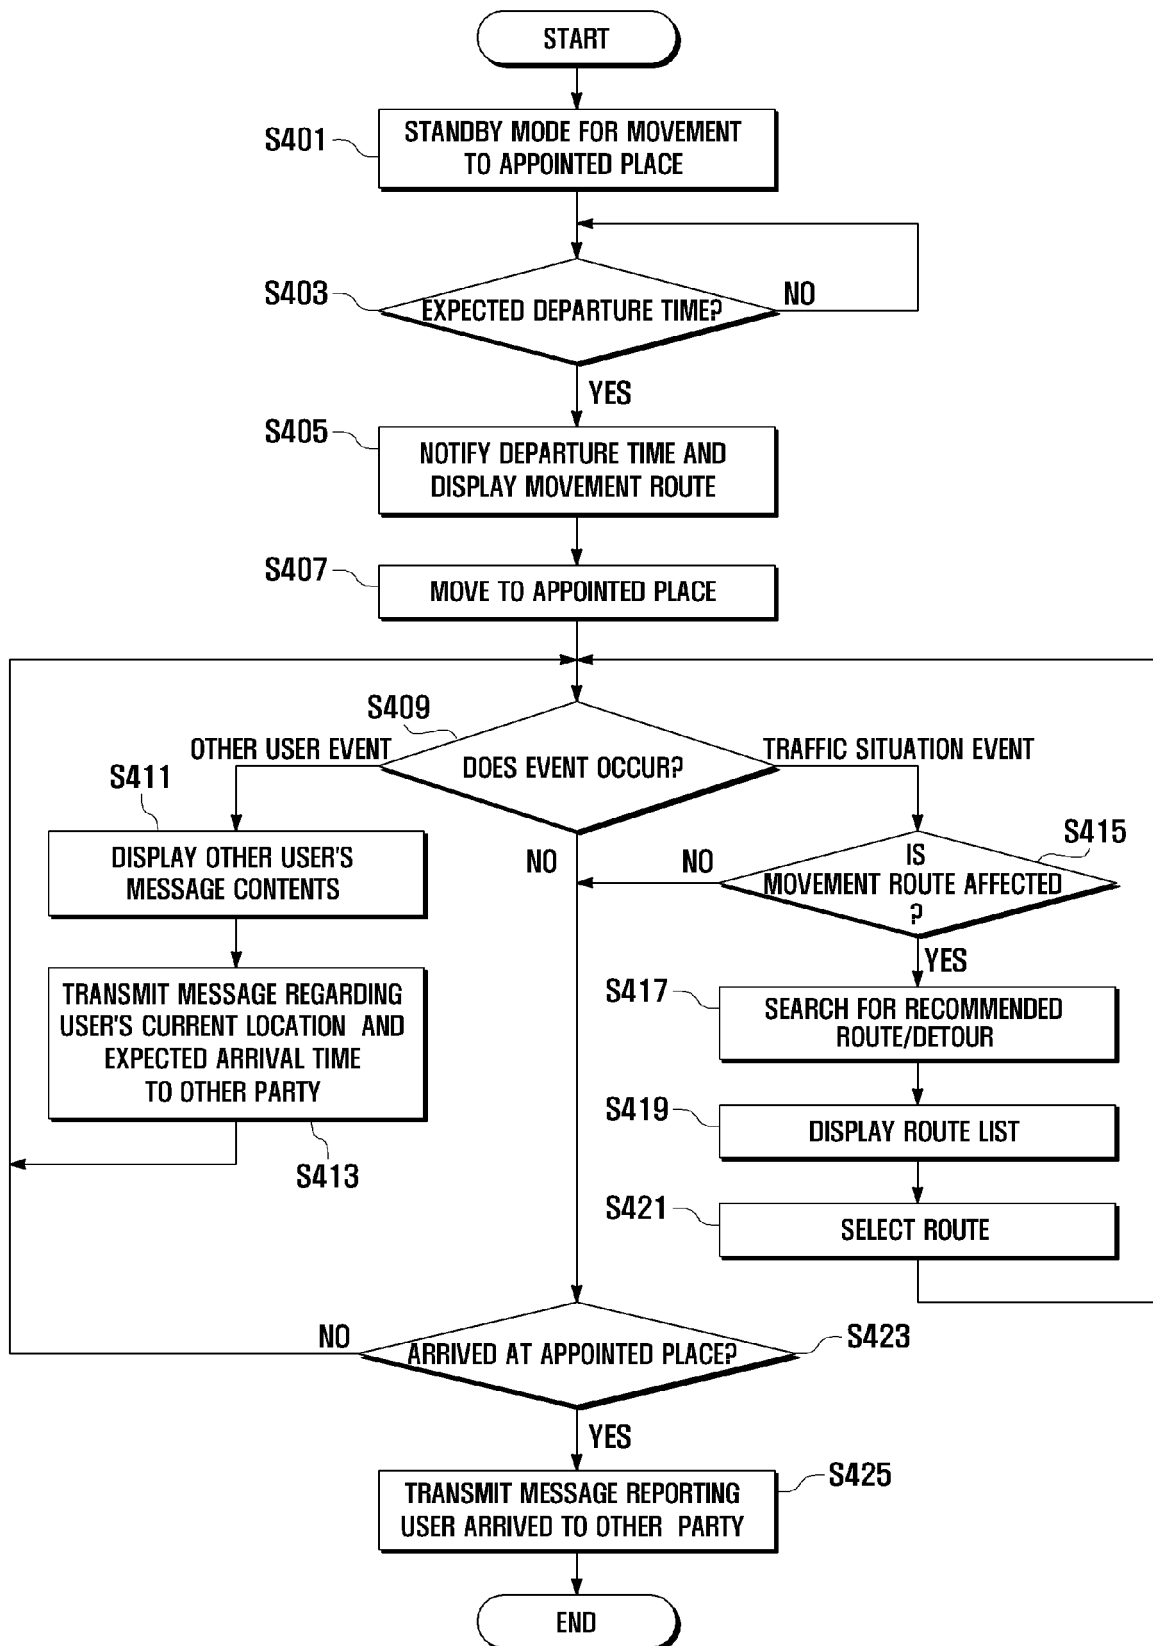 START
S401
STANDBY MODE FOR MOVEMENT
TO APPOINTED PLACE
S403
EXPECTED DEPARTURE TIME?
NO
YES
S405
NOTIFY DEPARTURE TIME AND
DISPLAY MOVEMENT ROUTE
S407
MOVE TO APPOINTED PLACE
S409
OTHER USER EVENT
DOES EVENT OCCUR?
TRAFFIC SITUATION EVENT
S411
DISPLAY OTHER USER'S
MESSAGE CONTENTS
NO
NO
S415
IS
MOVEMENT ROUTE AFFECTED
?
YES
TRANSMIT MESSAGE REGARDING
USER'S CURRENT LOCATION AND
EXPECTED ARRIVAL TIME
TO OTHER PARTY
S413
S417
SEARCH FOR RECOMMENDED
ROUTE/DETOUR
S419
DISPLAY ROUTE LIST
S421
SELECT ROUTE
NO
ARRIVED AT APPOINTED PLACE?
S423
YES
S425
TRANSMIT MESSAGE REPORTING
USER ARRIVED TO OTHER PARTY
END